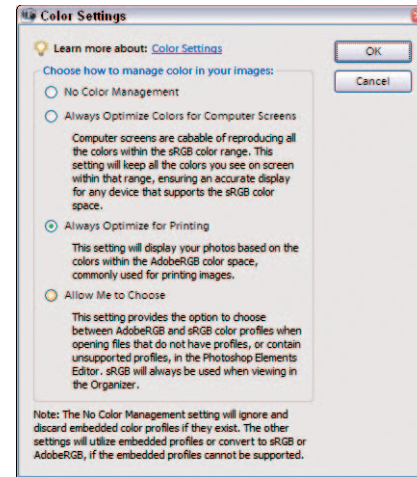 Color Settings
Learn more about: Color Settings
OK
Cancel
Choose how to manage color in your images:
No Color Management
Always Optimize Colors for Computer Screens
Computer screens are cabable of reproducing all
the colors within the sRGB color range. This
setting will keep all the colors you see on screen
within that range, ensuring an accurate display
for any device that supports the sRGB color
space.
Always Optimize for Printing
This setting will display your photos based on the
colors within the AdobeRGB color space,
commonly used for printing images.
Allow Me to Choose
This setting provides the option to choose
between AdobeRGB and sRGB color profiles when
opening files that do not have profiles, or contain
unsupported profiles, in the Photoshop Elements
Editor. sRGB will always be used when viewing in
the Organizer.
Note: The No Color Management setting will ignore and
discard embedded color profiles if they exist. The other
settings will utilize embedded profiles or convert to sRGB or
AdobeRGB, if the embedded profiles cannot be supported.